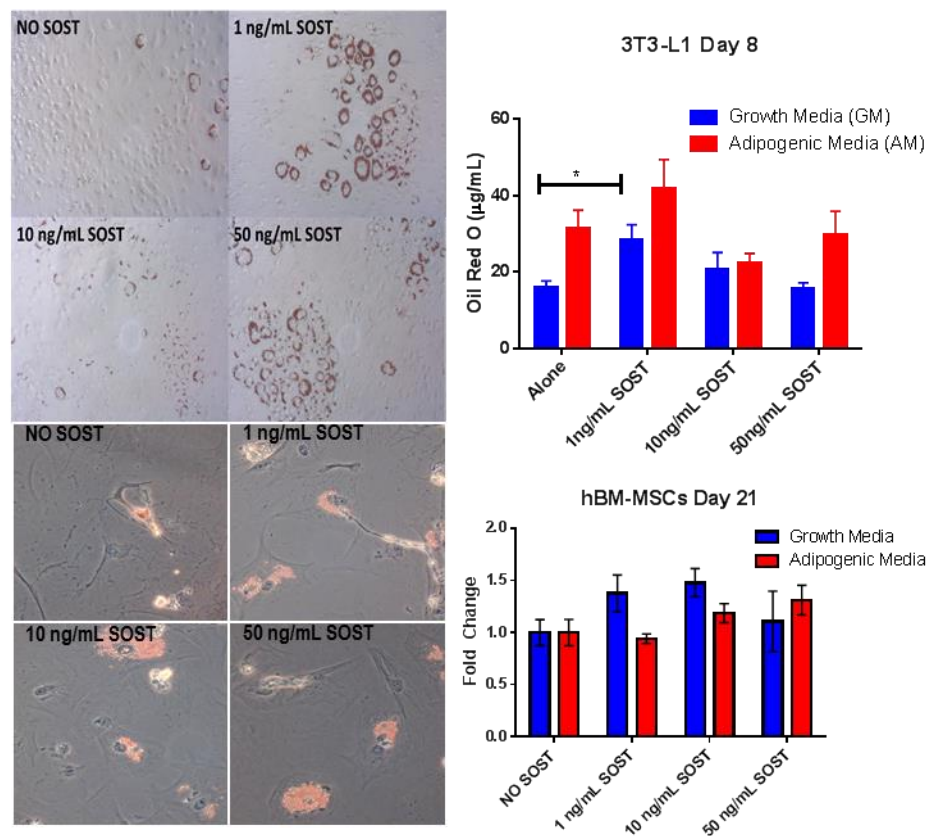 NO SOST
1 ng/mL SOST
10 ng/mL SOST
50 ng/mL SOST
NO SOST
1 ng/mL SOST
10 ng/mL SOST
50 ng/mL SOST
3T3-L1 Day 8
Growth Media (GM)
Adipogenic Media (AM)
Oil Red O (µg/mL)
60
40
20
0
*
Alone
1ng/mL SOST
10ng/mL SOST
50ng/mL SOST
hBM-MSCs Day 21
Growth Media
Adipogenic Media
Fold Change
2.0
1.5
1.0
0.5
0.0
NO SOST
1 ng/mL SOST
10 ng/mL SOST
50 ng/mL SOST